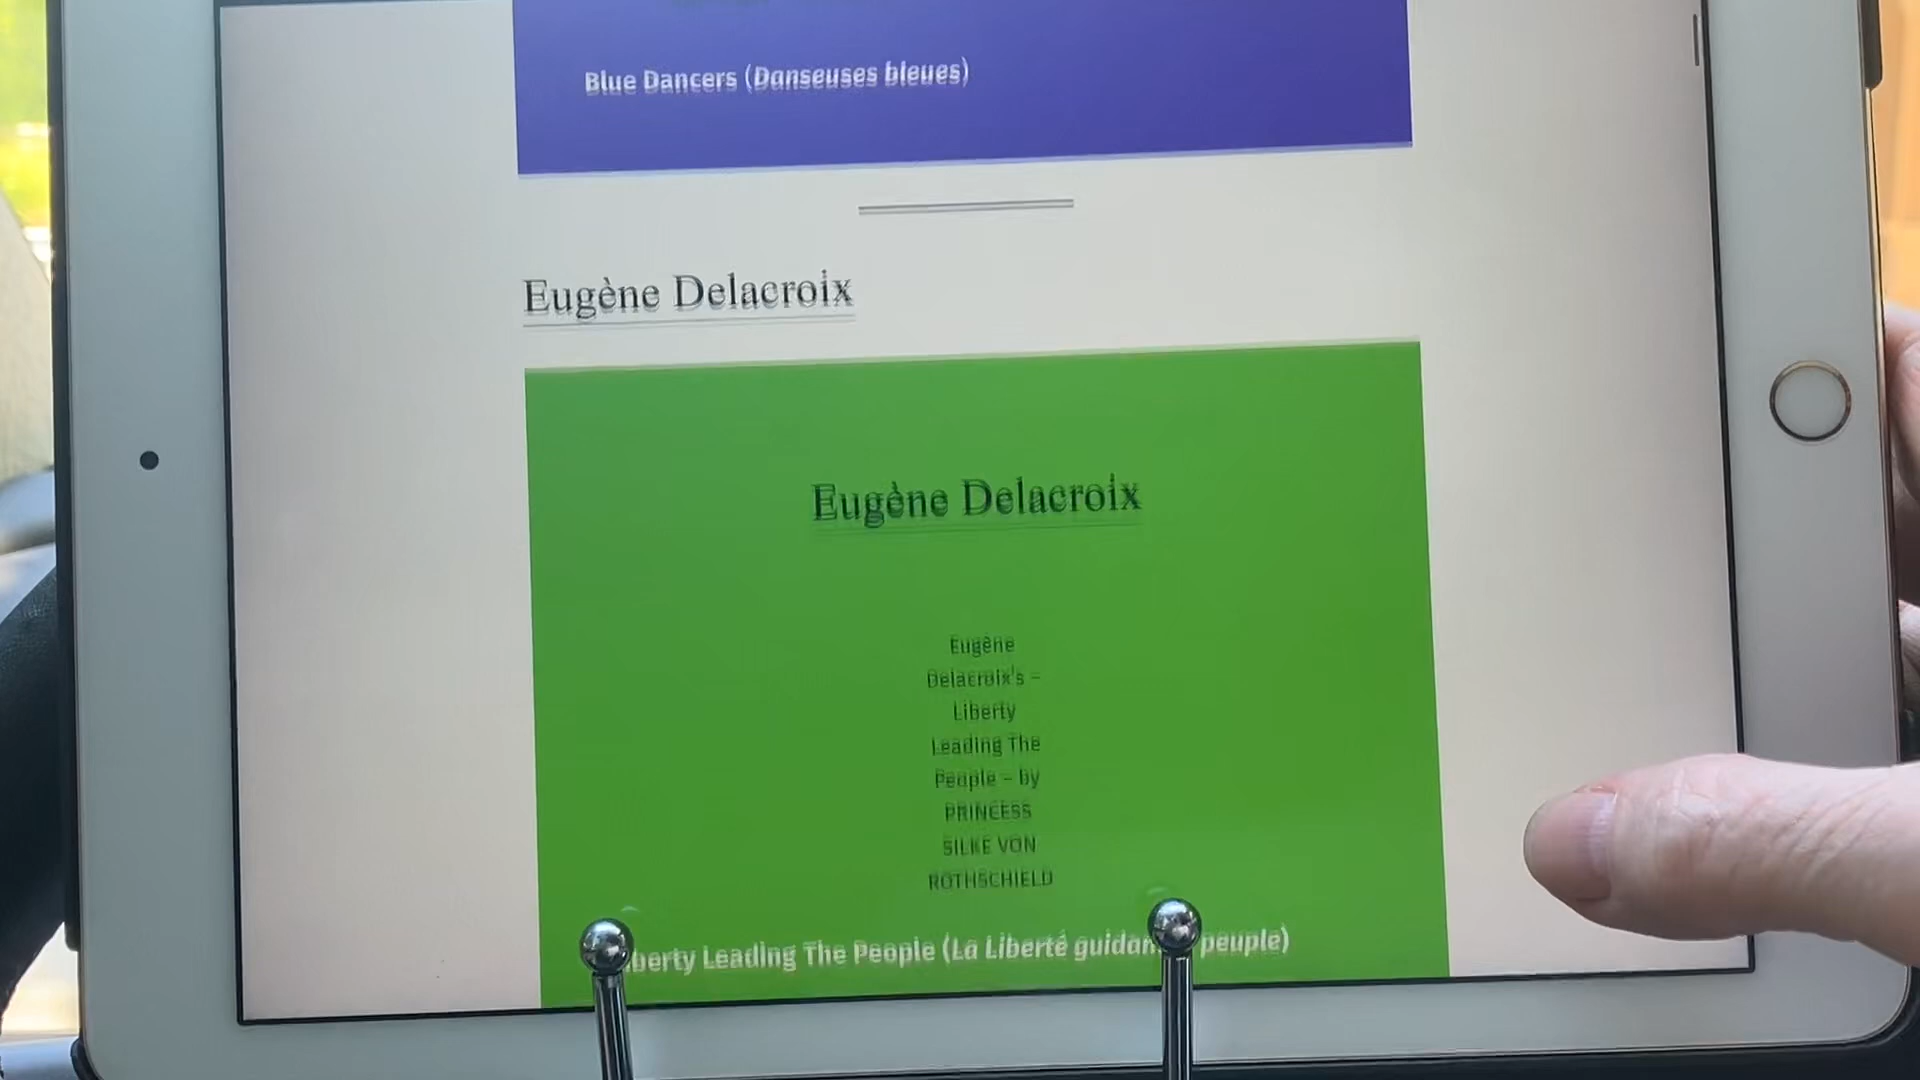 Blue Dancers (Danseuses bleues)
Eugène Delacroix
Eugène Delacroix
Eugène
Delacroix's –
Liberty
Leading The
People – by
PRINCESS
SILKE VON
ROTHSCHILD
berty Leading The People (La Liberté guidan peuple)